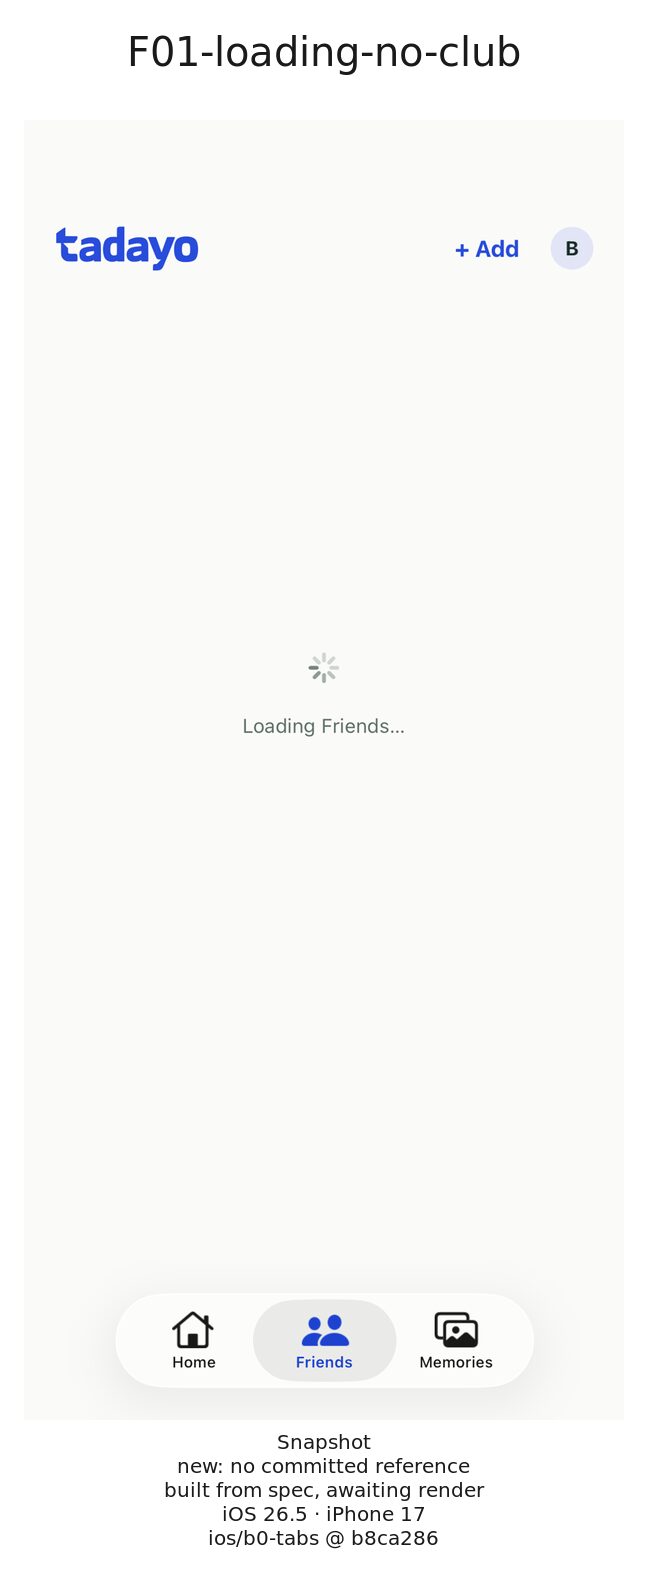 F01-loading-no-club
tadayo
+ Add
B
Loading Friends...
Home
Friends
Memories
Snapshot
new: no committed reference
built from spec, awaiting render
iOS 26.5 · iPhone 17
ios/b0-tabs @ b8ca286